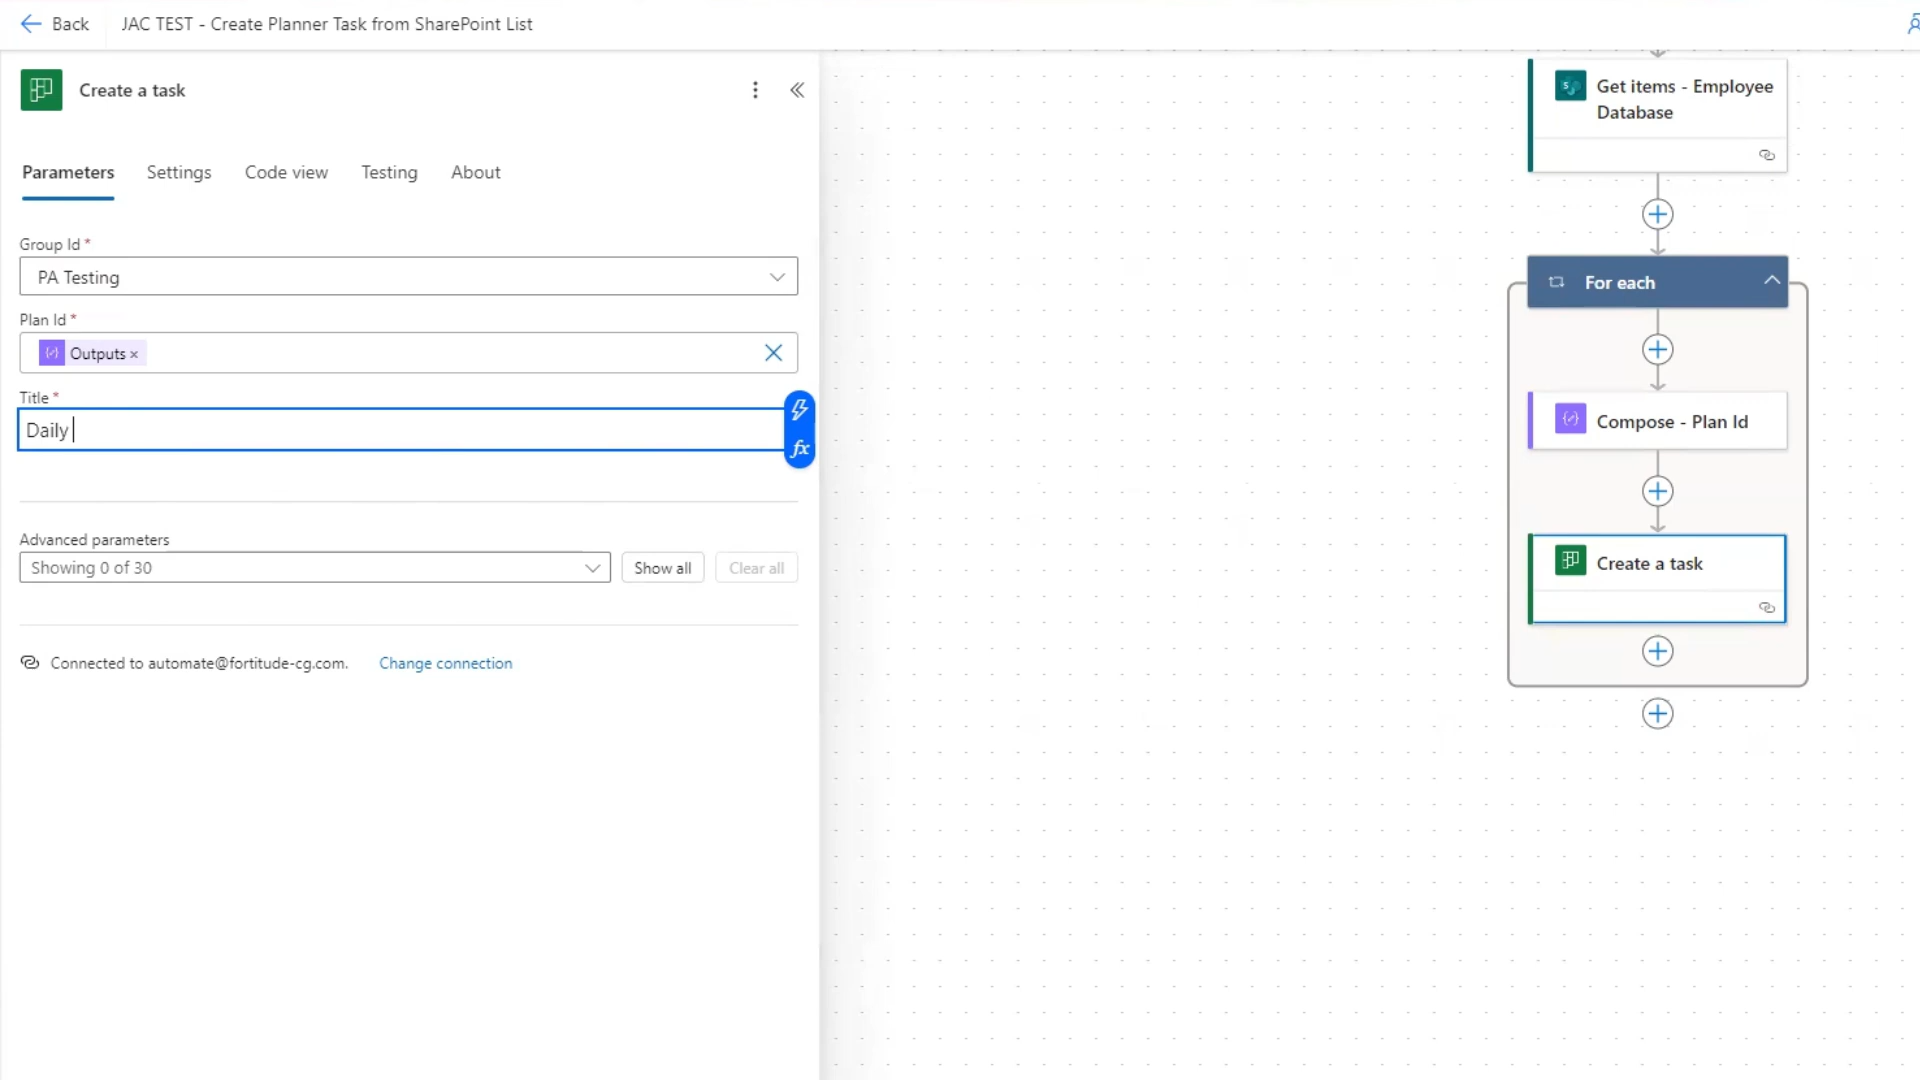 Back
JAC TEST - Create Planner Task from SharePoint List
Create a task
Parameters
Settings
Code view
Testing
About
Group Id *
PA Testing
Plan Id *
Outputs ×
Title *
Daily
fx
Advanced parameters
Showing 0 of 30
Show all
Clear all
Connected to automate@fortitude-cg.com.
Change connection
Get items - Employee
Database
For each
Compose - Plan Id
Create a task